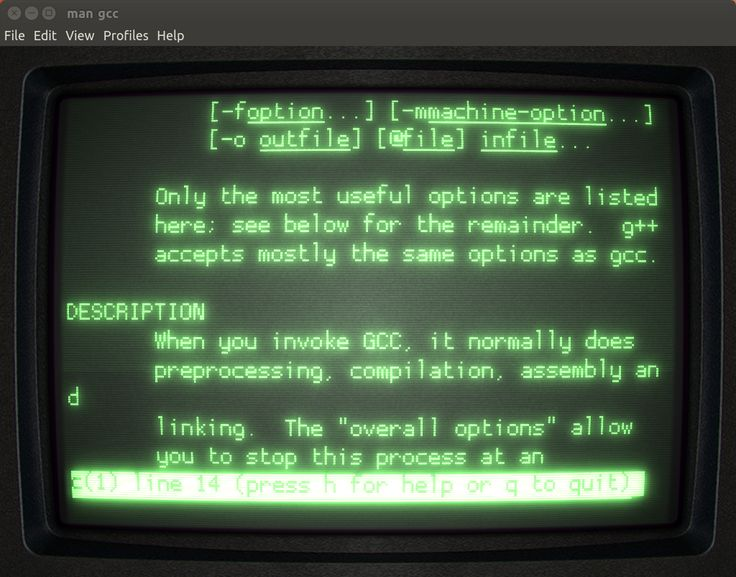 man gcc
File Edit View Profiles Help
[-foption...] [-mmachine-option...]
[-o outfile] [@file] infile...
Only the most useful options are listed
here; see below for the remainder.  g++
accepts mostly the same options as gcc.
DESCRIPTION
When you invoke GCC, it normally does
preprocessing, compilation, assembly an
d
linking.  The "overall options" allow
you to stop this process at an
c(1) line 14 (press h for help or q to quit)